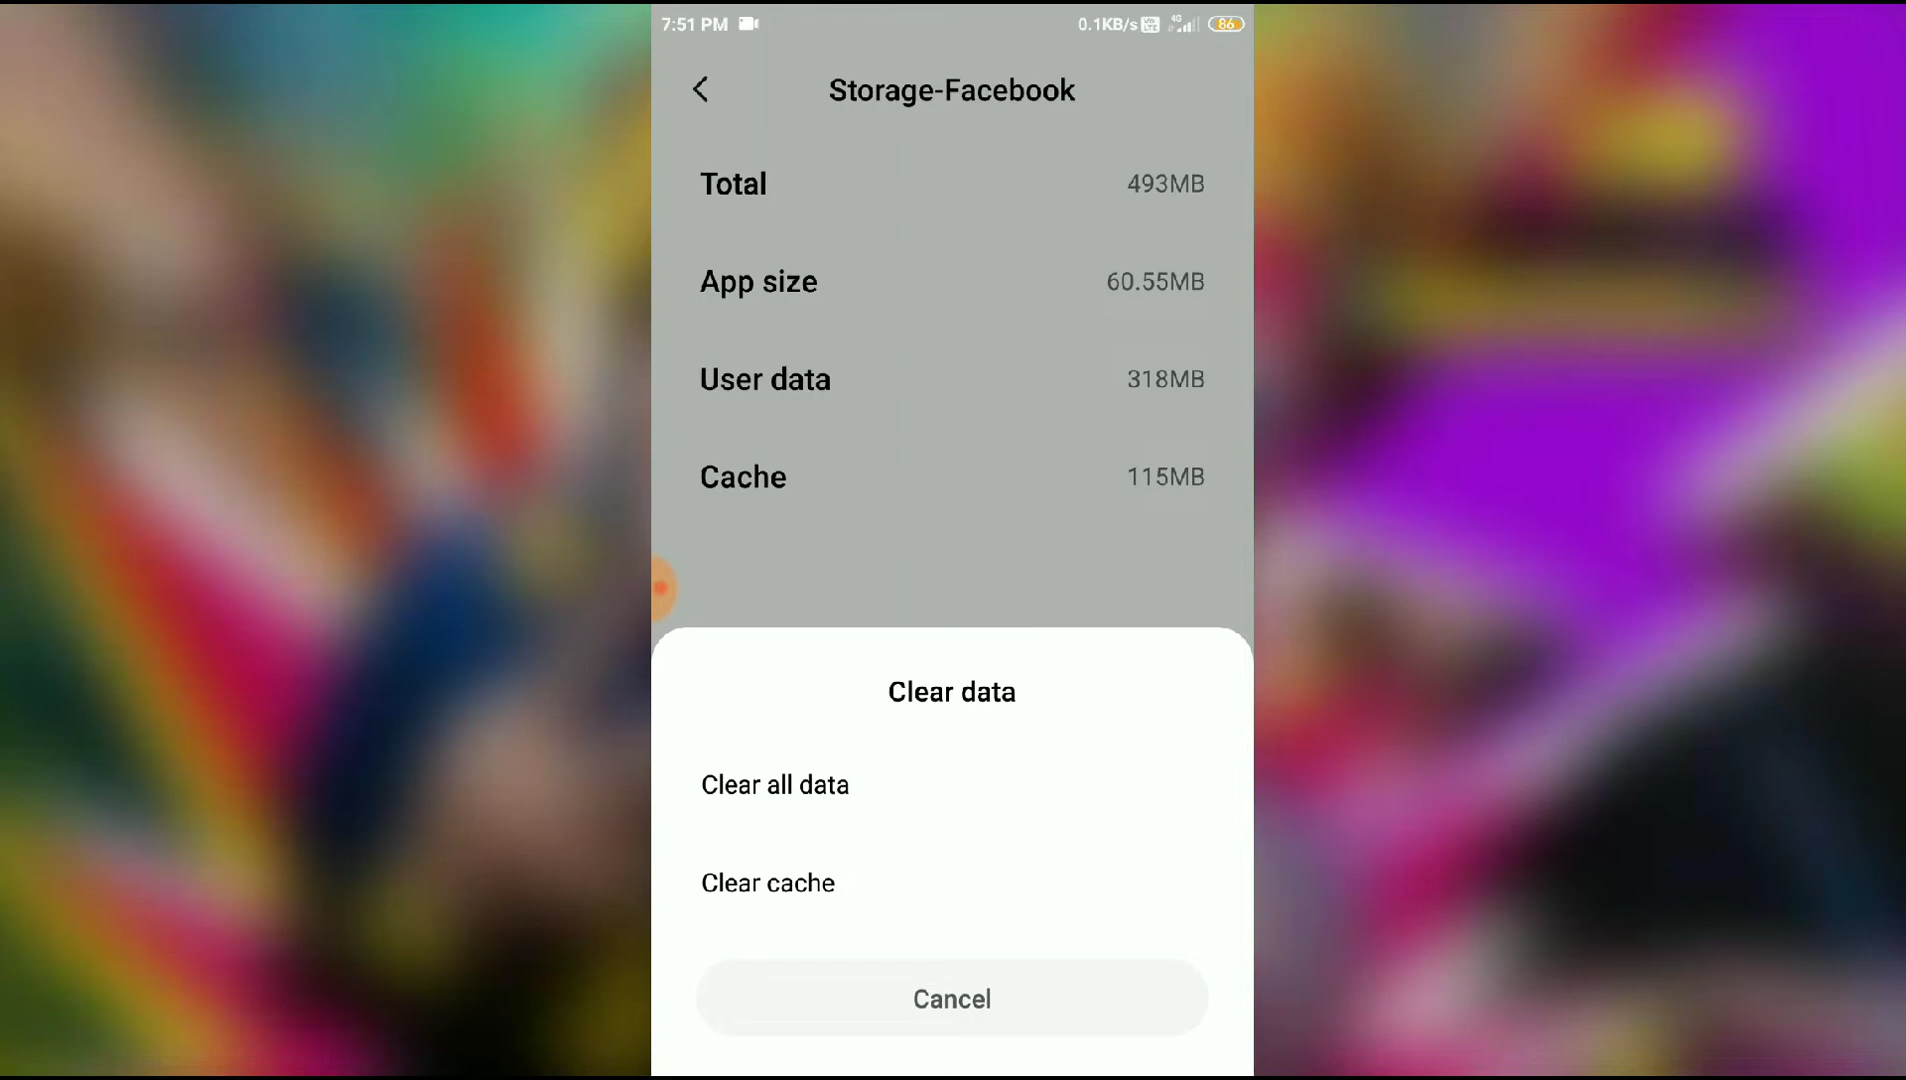 7:51 PM 0.1KB/s 4G 86
Storage-Facebook
Total 493MB
App size 60.55MB
User data 318MB
Cache 115MB
Clear data
Clear all data
Clear cache
Cancel